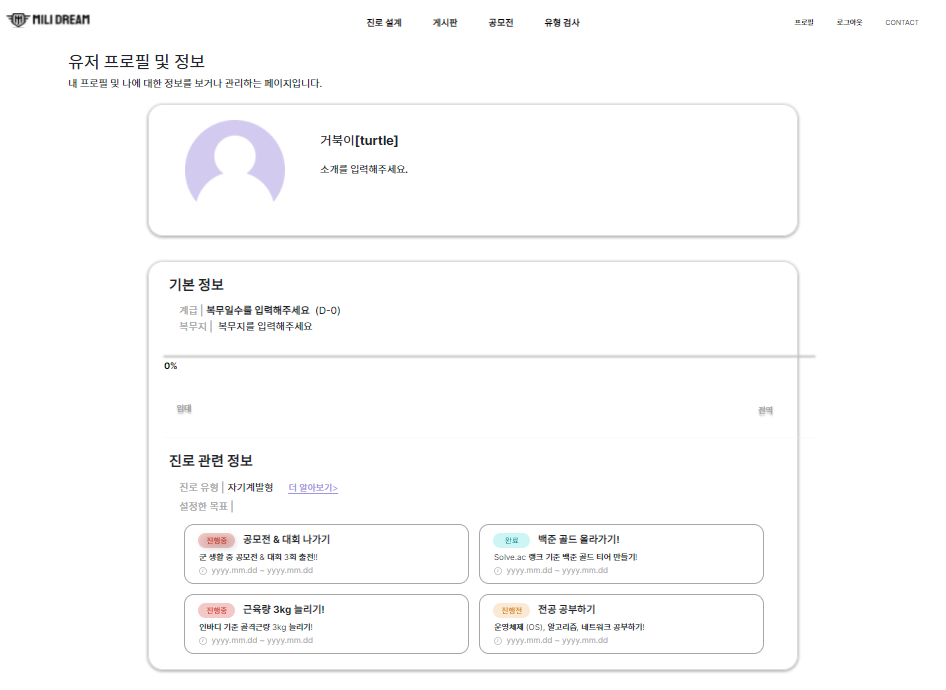 MILI DREAM
진로 설계 게시판 공모전 유형 검사
프로필 로그아웃 CONTACT
유저 프로필 및 정보
내 프로필 및 나에 대한 정보를 보거나 관리하는 페이지입니다.
거북이[turtle]
소개를 입력해주세요.
기본 정보
계급 | 복무일수를 입력해주세요 (D-0)
복무지 | 복무지를 입력해주세요
0%
입대 전역
진로 관련 정보
진로 유형 | 자기계발형 더 알아보기>
설정한 목표 |
진행중 공모전 & 대회 나가기
군 생활 중 공모전 & 대회 3회 출전!!
yyyy.mm.dd ~ yyyy.mm.dd
완료 백준 골드 올라가기!
Solve.ac 랭크 기준 백준 골드 티어 만들기!
yyyy.mm.dd ~ yyyy.mm.dd
진행중 근육량 3kg 늘리기!
인바디 기준 골격근량 3kg 늘리기!
yyyy.mm.dd ~ yyyy.mm.dd
진행전 전공 공부하기
운영체제 (OS), 알고리즘, 네트워크 공부하기!
yyyy.mm.dd ~ yyyy.mm.dd